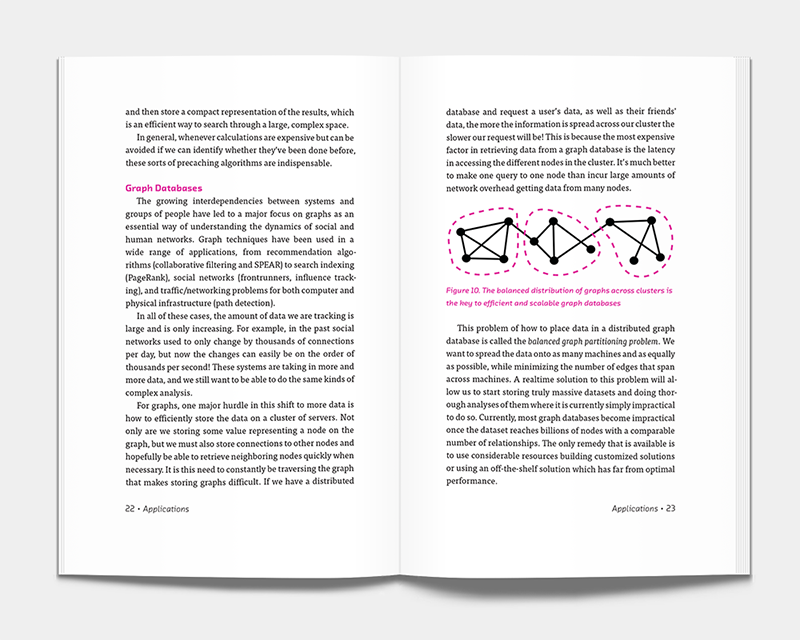 and then store a compact representation of the results, which
is an efficient way to search through a large, complex space.
In general, whenever calculations are expensive but can be
avoided if we can identify whether they've been done before,
these sorts of precaching algorithms are indispensable.
Graph Databases
The growing interdependencies between systems and
groups of people have led to a major focus on graphs as an
essential way of understanding the dynamics of social and
human networks. Graph techniques have been used in a
wide range of applications, from recommendation algo-
rithms (collaborative filtering and SPEAR) to search indexing
(PageRank), social networks (frontrunners, influence track-
ing), and traffic/networking problems for both computer and
physical infrastructure (path detection).
In all of these cases, the amount of data we are tracking is
large and is only increasing. For example, in the past social
networks used to only change by thousands of connections
per day, but now the changes can easily be on the order of
thousands per second! These systems are taking in more and
more data, and we still want to be able to do the same kinds of
complex analysis.
For graphs, one major hurdle in this shift to more data is
how to efficiently store the data on a cluster of servers. Not
only are we storing some value representing a node on the
graph, but we must also store connections to other nodes and
hopefully be able to retrieve neighboring nodes quickly when
necessary. It is this need to constantly be traversing the graph
that makes storing graphs difficult. If we have a distributed
22 • Applications
database and request a user's data, as well as their friends'
data, the more the information is spread across our cluster the
slower our request will be! This is because the most expensive
factor in retrieving data from a graph database is the latency
in accessing the different nodes in the cluster. It's much better
to make one query to one node than incur large amounts of
network overhead getting data from many nodes.
Figure 10. The balanced distribution of graphs across clusters is
the key to efficient and scalable graph databases
This problem of how to place data in a distributed graph
database is called the balanced graph partitioning problem. We
want to spread the data onto as many machines and as equally
as possible, while minimizing the number of edges that span
across machines. A realtime solution to this problem will al-
low us to start storing truly massive datasets and doing thor-
ough analyses of them where it is currently simply impractical
to do so. Currently, most graph databases become impractical
once the dataset reaches billions of nodes with a comparable
number of relationships. The only remedy that is available is
to use considerable resources building customized solutions
or using an off-the-shelf solution which has far from optimal
performance.
Applications • 23